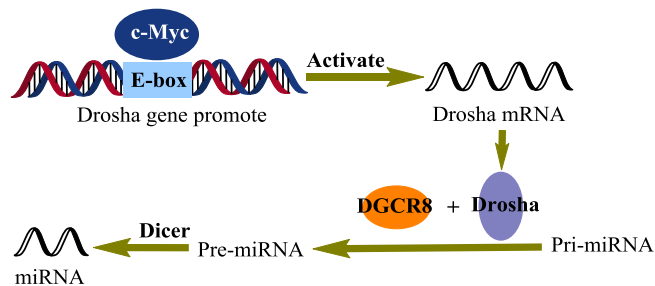 c-Myc
E-box
Activate
Drosha gene promote
Drosha mRNA
DGCR8 + Drosha
Dicer
Pri-miRNA
Pre-miRNA
miRNA